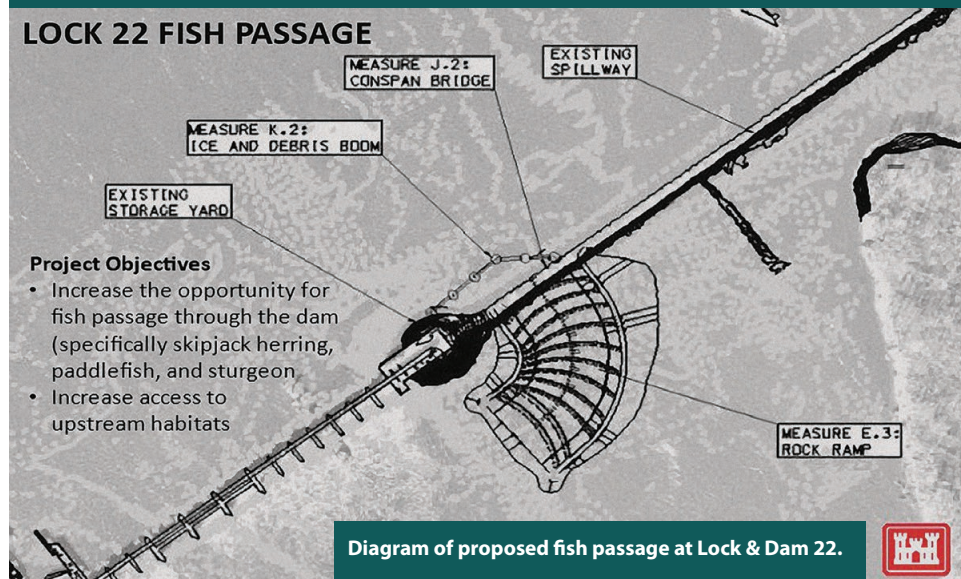 LOCK 22 FISH PASSAGE
MEASURE J.2:
CONSPAN BRIDGE
EXISTING
SPILLWAY
MEASURE K.2:
ICE AND DEBRIS BOOM
EXISTING
STORAGE YARD
Project Objectives
• Increase the opportunity for
fish passage through the dam
(specifically skipjack herring,
paddlefish, and sturgeon
• Increase access to
upstream habitats
MEASURE E.3:
ROCK RAMP
Diagram of proposed fish passage at Lock & Dam 22.